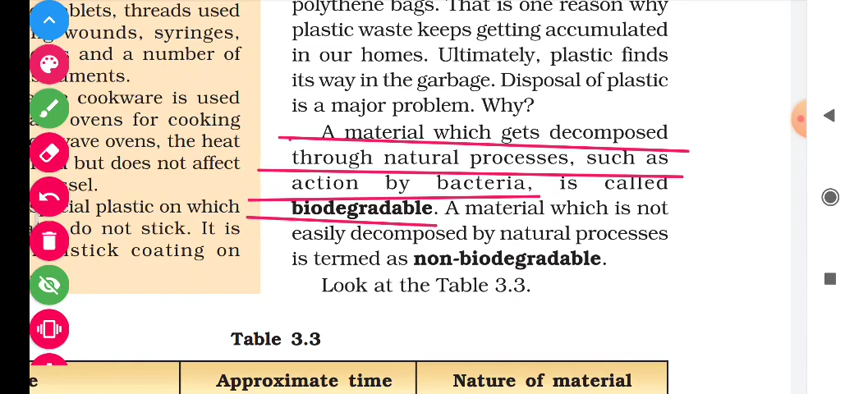 blets, threads used
wounds, syringes,
and a number of
uments.
cookware is used
ovens for cooking
wave ovens, the heat
but does not affect
ssel.
cial plastic on which
do not stick. It is
stick coating on
polythene bags. That is one reason why
plastic waste keeps getting accumulated
in our homes. Ultimately, plastic finds
its way in the garbage. Disposal of plastic
is a major problem. Why?
A material which gets decomposed
through natural processes, such as
action by bacteria, is called
biodegradable. A material which is not
easily decomposed by natural processes
is termed as non-biodegradable.
Look at the Table 3.3.
Table 3.3
e Approximate time Nature of material